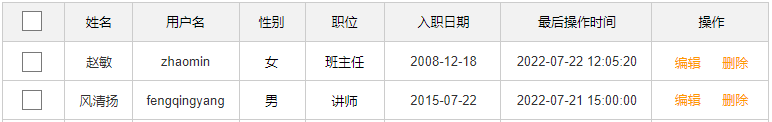 姓名 用户名 性别 职位 入职日期 最后操作时间 操作
赵敏 zhaomin 女 班主任 2008-12-18 2022-07-22 12:05:20 编辑 删除
风清扬 fengqingyang 男 讲师 2015-07-22 2022-07-21 15:00:00 编辑 删除